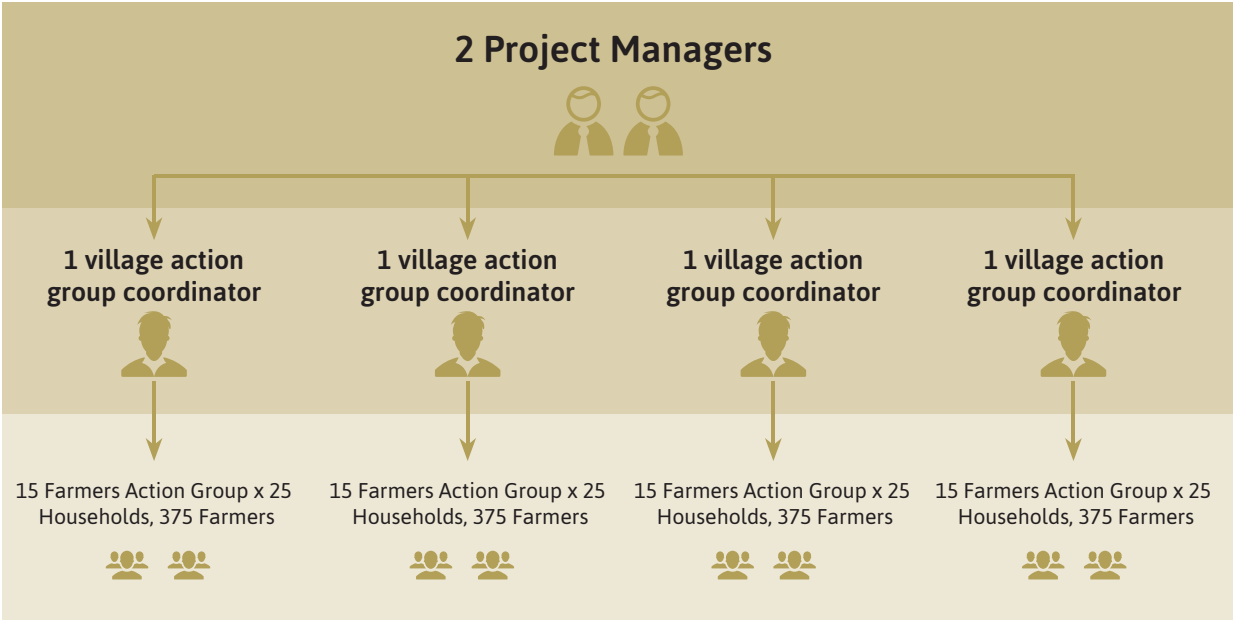 2 Project Managers
1 village action
group coordinator
1 village action
group coordinator
1 village action
group coordinator
1 village action
group coordinator
15 Farmers Action Group x 25
Households, 375 Farmers
15 Farmers Action Group x 25
Households, 375 Farmers
15 Farmers Action Group x 25
Households, 375 Farmers
15 Farmers Action Group x 25
Households, 375 Farmers